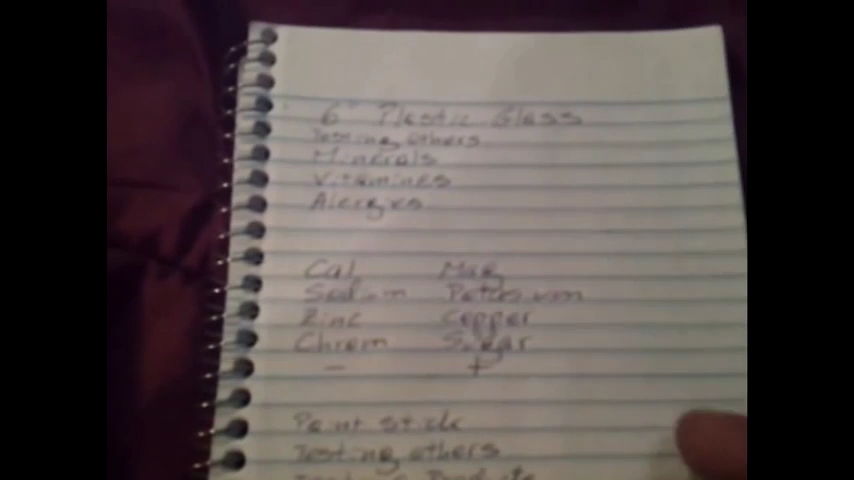 6" Plastic Glass
Testing others
Minerals
Vitamines
Alergies
Cal Mag
Sodium Pottasium
Zinc Copper
Chrom Sugar
- +
Paint stick
Testing others